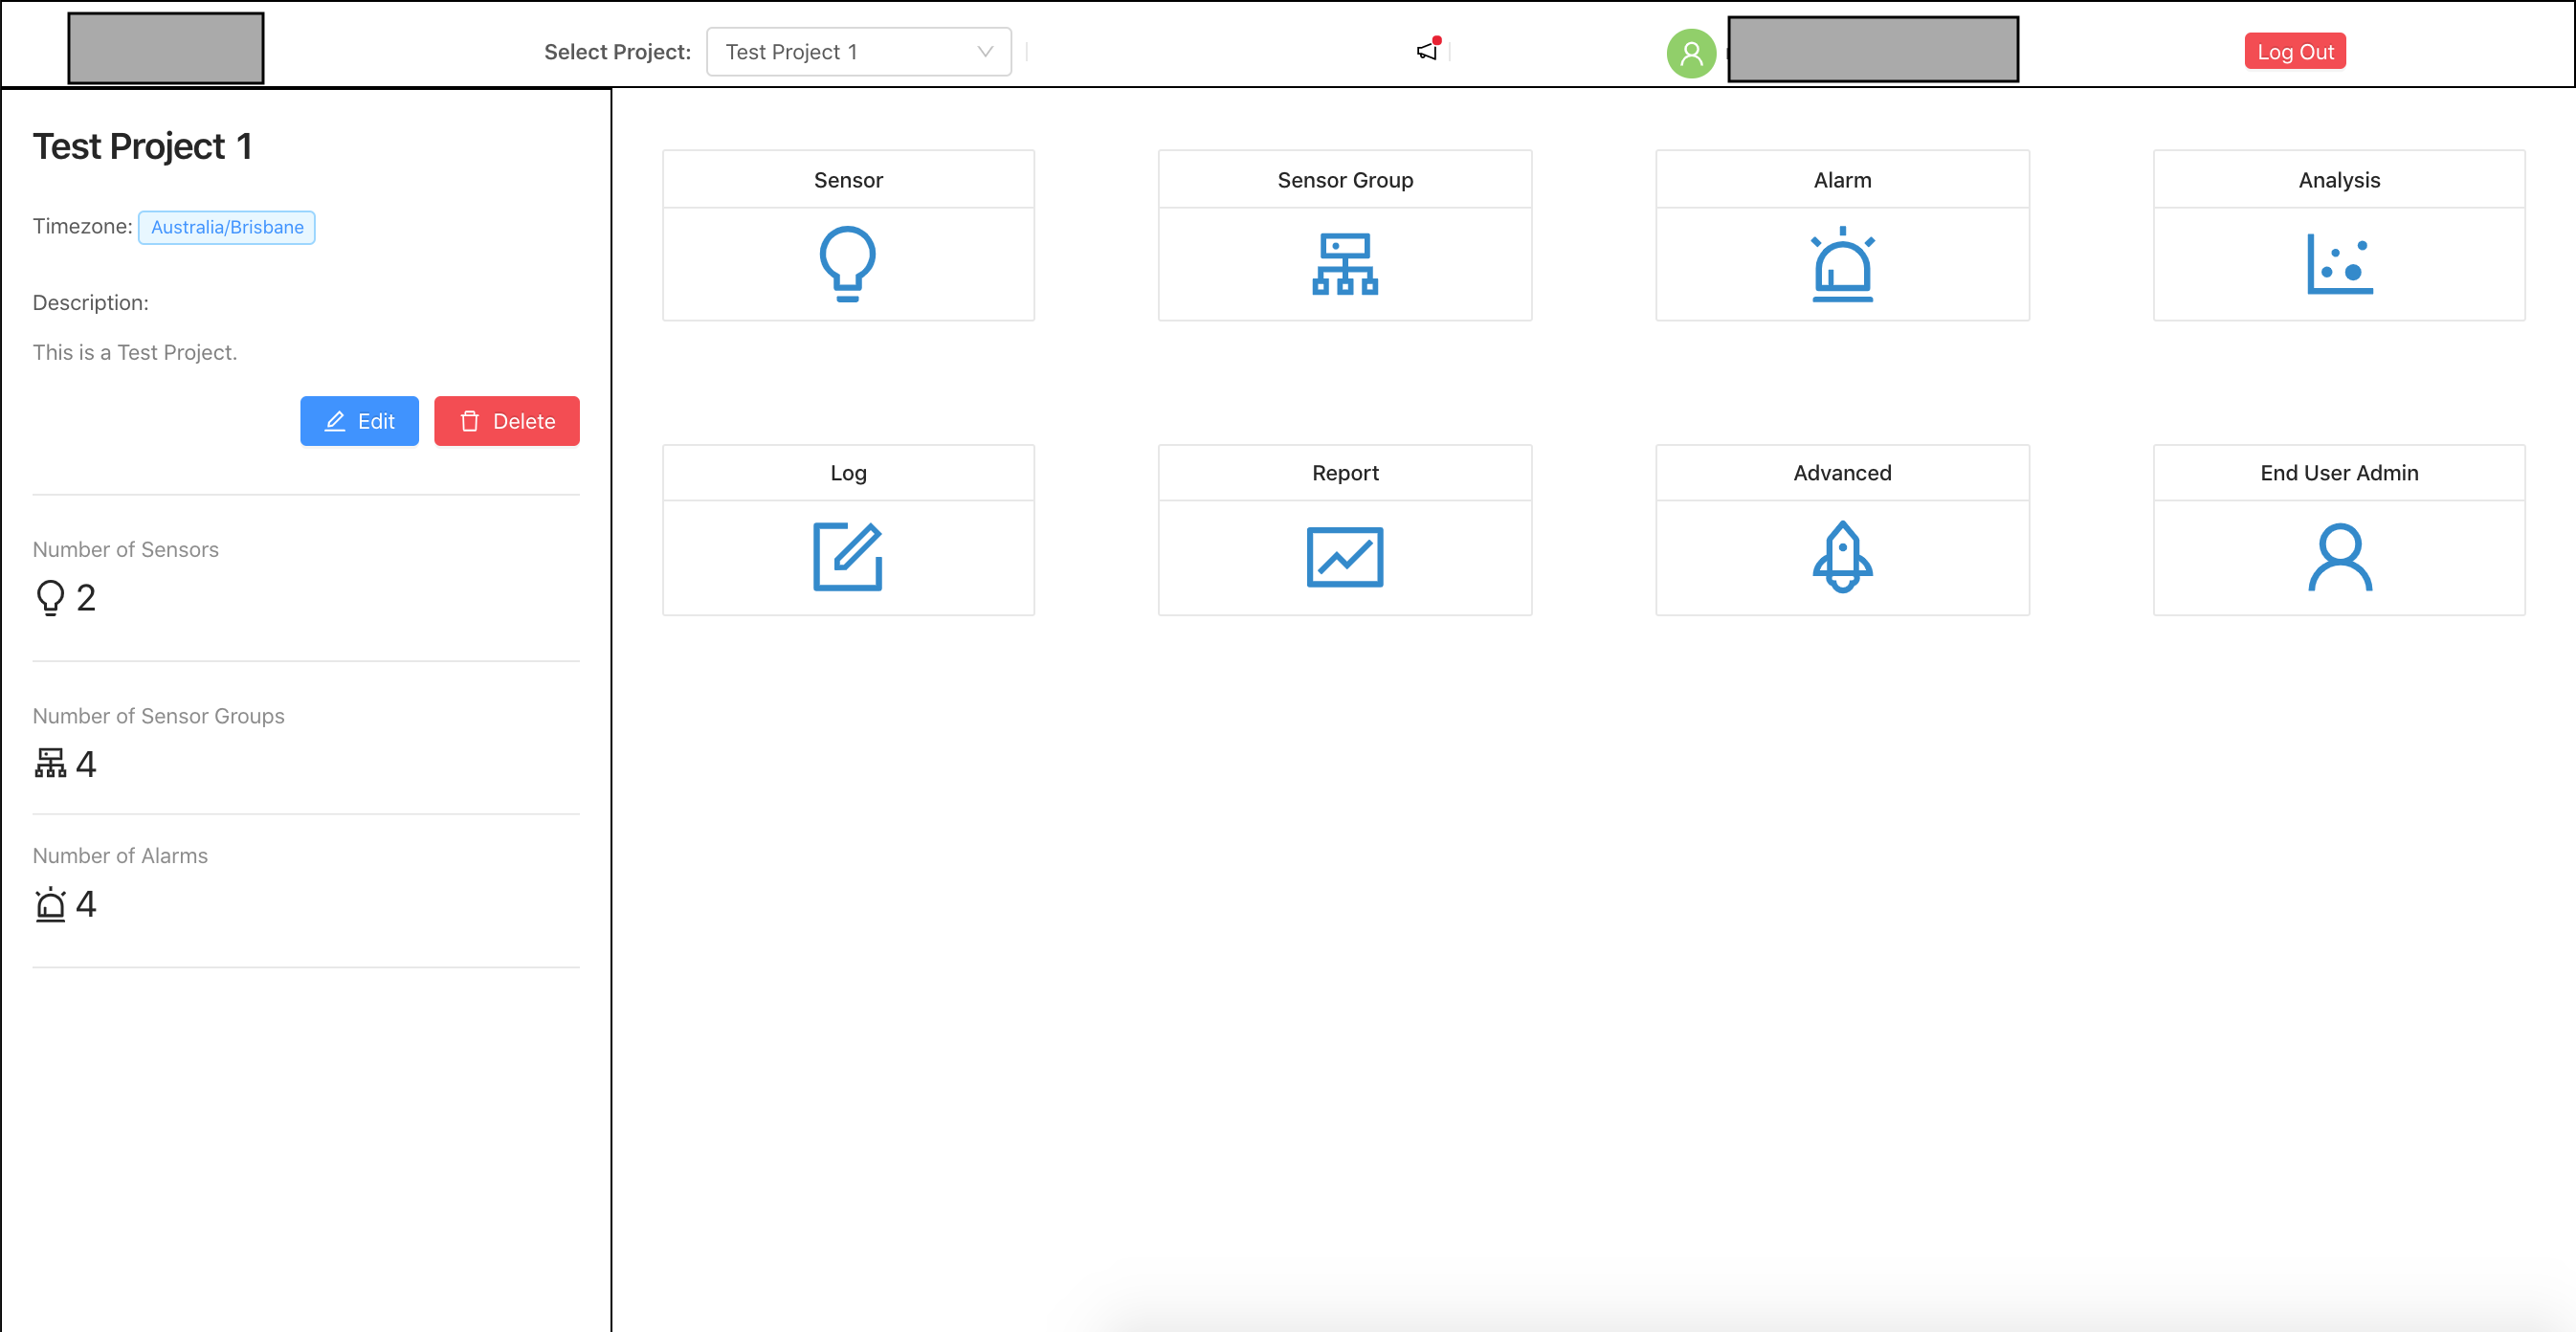 Select Project: Test Project 1
Log Out
Test Project 1
Timezone: Australia/Brisbane
Description:
This is a Test Project.
Edit Delete
Number of Sensors
2
Number of Sensor Groups
4
Number of Alarms
4
Sensor Sensor Group Alarm Analysis
Log Report Advanced End User Admin